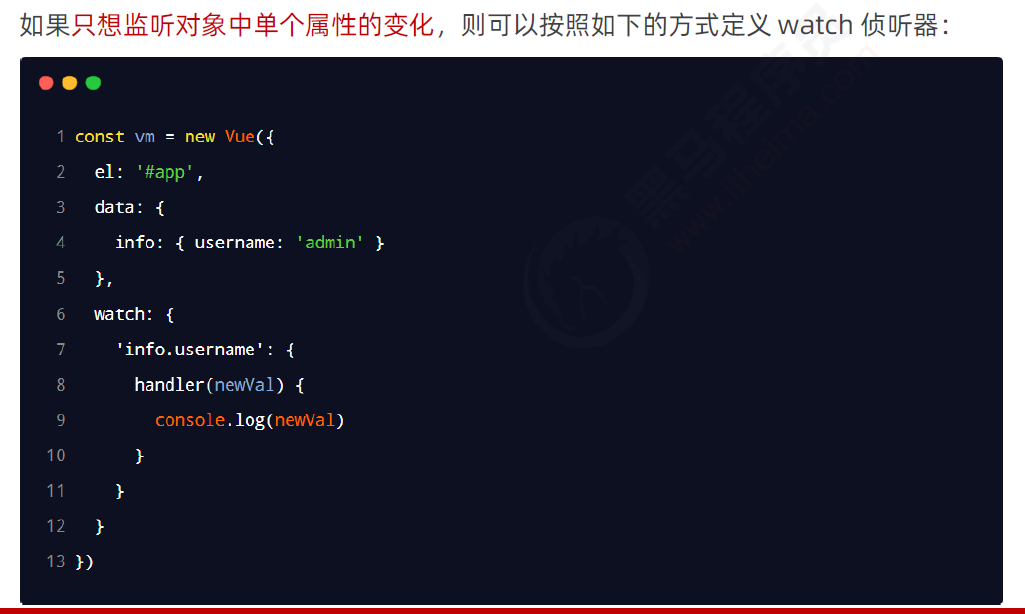 如果只想监听对象中单个属性的变化，则可以按照如下的方式定义 watch 侦听器：
1 const vm = new Vue({
2   el: '#app',
3   data: {
4     info: { username: 'admin' }
5   },
6   watch: {
7     'info.username': {
8       handler(newVal) {
9         console.log(newVal)
10       }
11     }
12   }
13 })
黑马程序员
www.itheima.com